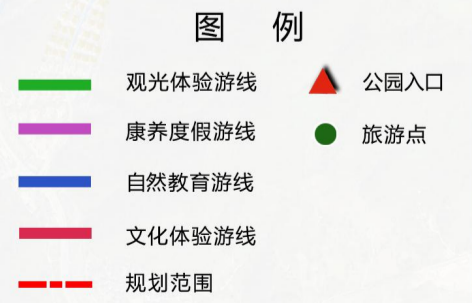 图 例
观光体验游线
康养度假游线
自然教育游线
文化体验游线
规划范围
公园入口
旅游点